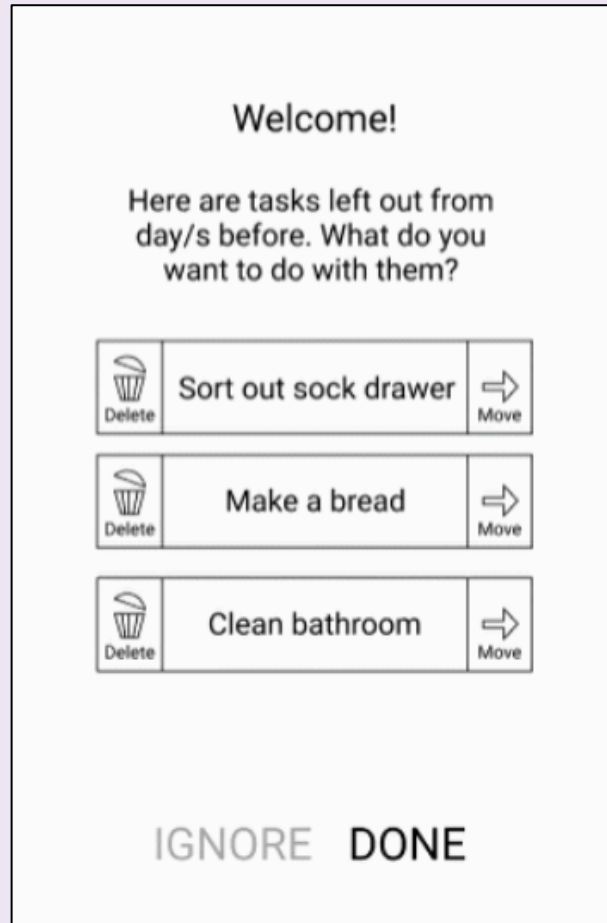 Welcome!
Here are tasks left out from
day/s before. What do you
want to do with them?
Sort out sock drawer
Delete
Move
Make a bread
Delete
Move
Clean bathroom
Delete
Move
IGNORE DONE